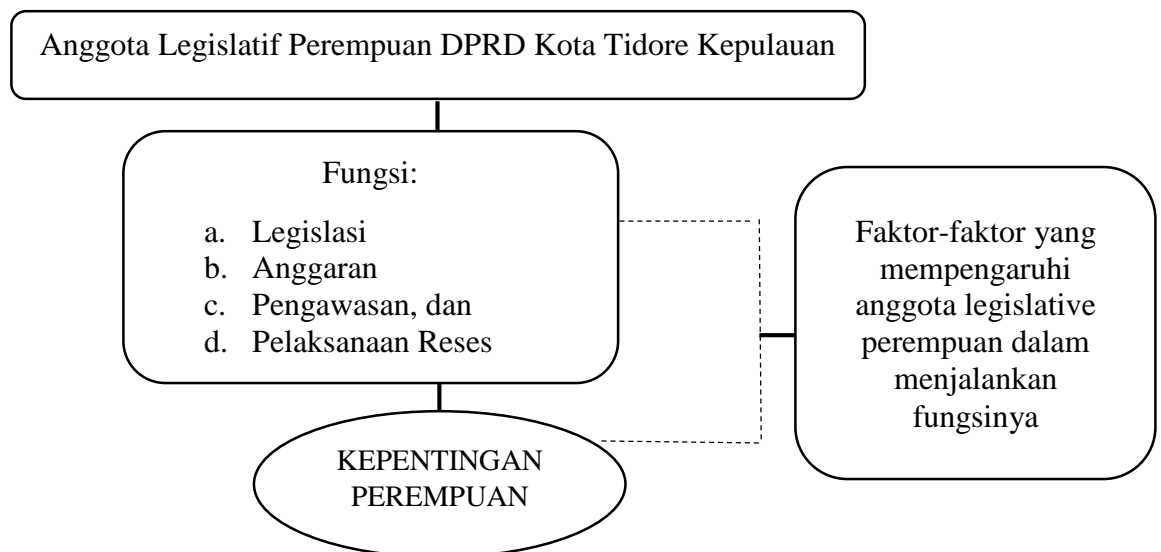 Anggota Legislatif Perempuan DPRD Kota Tidore Kepulauan
Fungsi:
a. Legislasi
b. Anggaran
c. Pengawasan, dan
d. Pelaksanaan Reses
Faktor-faktor yang
mempengaruhi
anggota legislative
perempuan dalam
menjalankan
fungsinya
KEPENTINGAN
PEREMPUAN